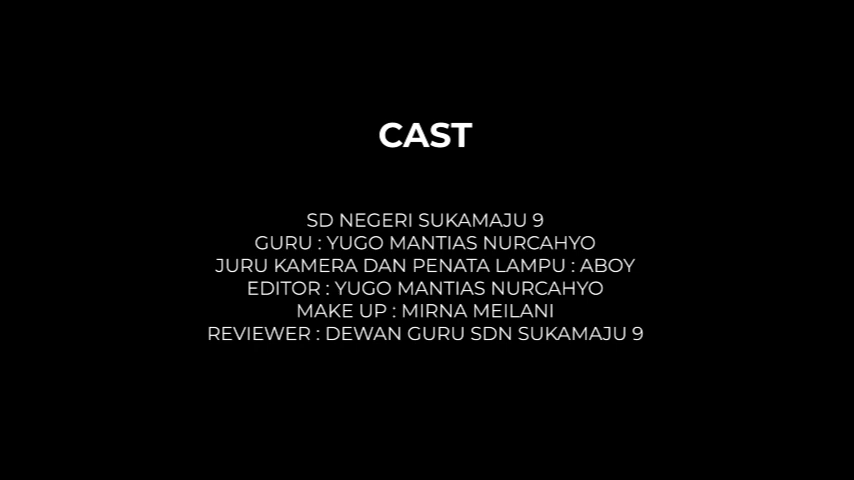 CAST
SD NEGERI SUKAMAJU 9
GURU : YUGO MANTIAS NURCAHYO
JURU KAMERA DAN PENATA LAMPU : ABOY
EDITOR : YUGO MANTIAS NURCAHYO
MAKE UP : MIRNA MEILANI
REVIEWER : DEWAN GURU SDN SUKAMAJU 9